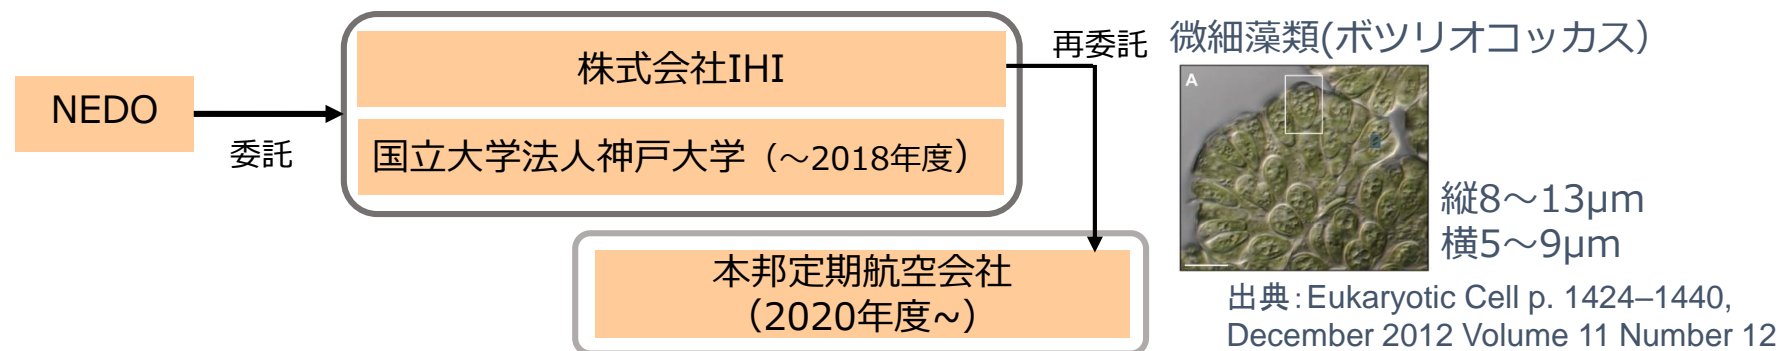 NEDO
委託
株式会社IHI
国立大学法人神戸大学（～2018年度）
再委託
本邦定期航空会社
（2020年度~）
微細藻類(ボツリオコッカス）
A
縦8～13μm
横5～9μm
出典：Eukaryotic Cell p. 1424–1440,
December 2012 Volume 11 Number 12